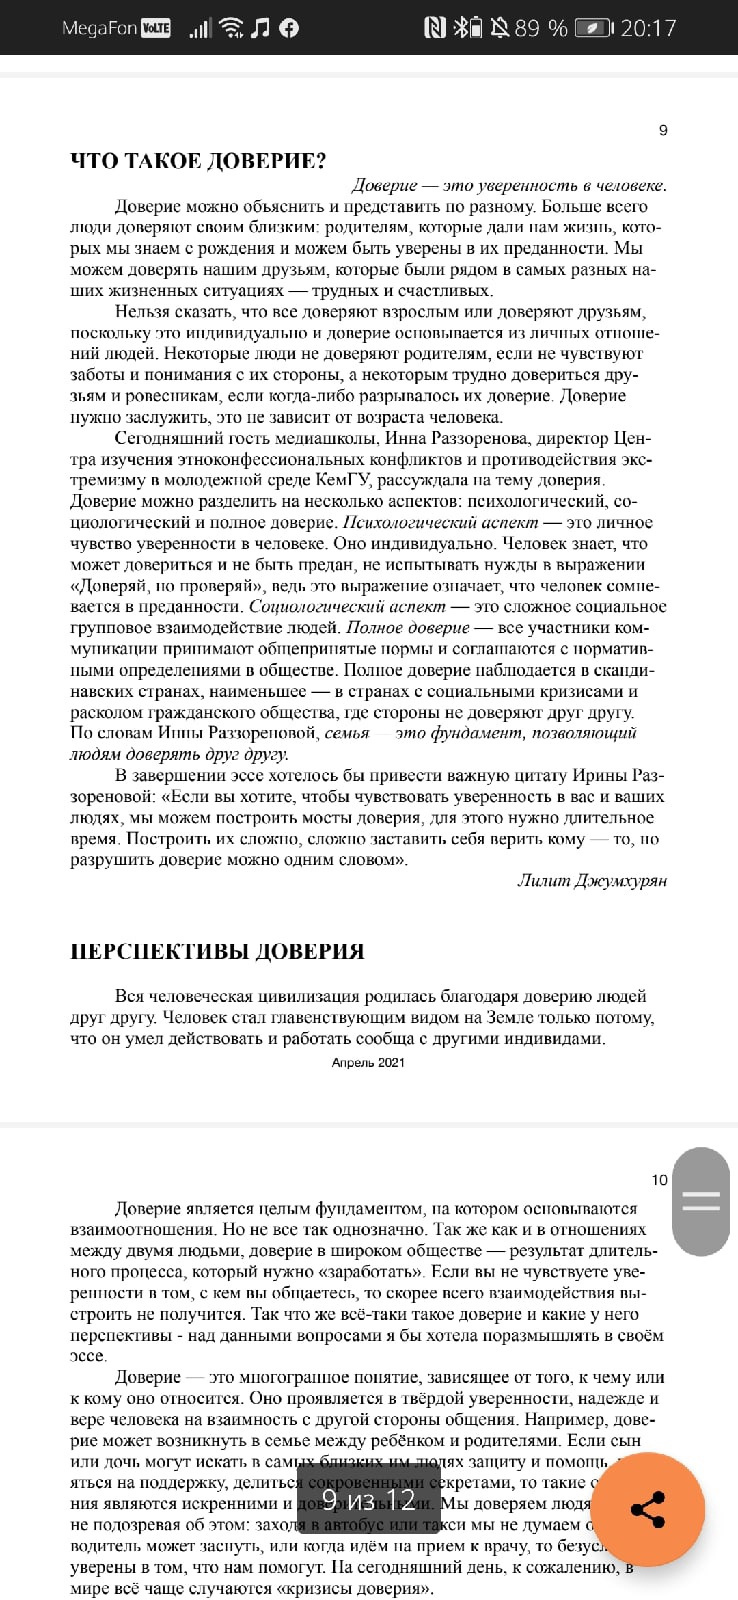 MegaFon VoLTE 89 % 20:17
9
ЧТО ТАКОЕ ДОВЕРИЕ?
Доверие — это уверенность в человеке.
Доверие можно объяснить и представить по разному. Больше всего
люди доверяют своим близким: родителям, которые дали нам жизнь, кото-
рых мы знаем с рождения и можем быть уверены в их преданности. Мы
можем доверять нашим друзьям, которые были рядом в самых разных на-
ших жизненных ситуациях — трудных и счастливых.
Нельзя сказать, что все доверяют взрослым или доверяют друзьям,
поскольку это индивидуально и доверие основывается из личных отноше-
ний людей. Некоторые люди не доверяют родителям, если не чувствуют
заботы и понимания с их стороны, а некоторым трудно довериться дру-
зьям и ровесникам, если когда-либо разрывалось их доверие. Доверие
нужно заслужить, это не зависит от возраста человека.
Сегодняшний гость медиашколы, Инна Раззоренова, директор Цен-
тра изучения этноконфессиональных конфликтов и противодействия экс-
тремизму в молодежной среде КемГУ, рассуждала на тему доверия.
Доверие можно разделить на несколько аспектов: психологический, со-
циологический и полное доверие. Психологический аспект — это личное
чувство уверенности в человеке. Оно индивидуально. Человек знает, что
может довериться и не быть предан, не испытывать нужды в выражении
«Доверяй, но проверяй», ведь это выражение означает, что человек сомне-
вается в преданности. Социологический аспект — это сложное социальное
групповое взаимодействие людей. Полное доверие — все участники ком-
муникации принимают общепринятые нормы и соглашаются с норматив-
ными определениями в обществе. Полное доверие наблюдается в сканди-
навских странах, наименьшее — в странах с социальными кризисами и
расколом гражданского общества, где стороны не доверяют друг другу.
По словам Инны Раззореновой, семья — это фундамент, позволяющий
людям доверять друг другу.
В завершении эссе хотелось бы привести важную цитату Ирины Раз-
зореновой: «Если вы хотите, чтобы чувствовать уверенность в вас и ваших
людях, мы можем построить мосты доверия, для этого нужно длительное
время. Построить их сложно, сложно заставить себя верить кому — то, но
разрушить доверие можно одним словом».
Лилит Джумхурян
ПЕРСПЕКТИВЫ ДОВЕРИЯ
Вся человеческая цивилизация родилась благодаря доверию людей
друг другу. Человек стал главенствующим видом на Земле только потому,
что он умел действовать и работать сообща с другими индивидами.
Апрель 2021
10
Доверие является целым фундаментом, на котором основываются
взаимоотношения. Но не все так однозначно. Так же как и в отношениях
между двумя людьми, доверие в широком обществе — результат длитель-
ного процесса, который нужно «заработать». Если вы не чувствуете уве-
ренности в том, с кем вы общаетесь, то скорее всего взаимодействия вы-
строить не получится. Так что же всё-таки такое доверие и какие у него
перспективы - над данными вопросами я бы хотела поразмышлять в своём
эссе.
Доверие — это многогранное понятие, зависящее от того, к чему или
к кому оно относится. Оно проявляется в твёрдой уверенности, надежде и
вере человека на взаимность с другой стороны общения. Например, дове-
рие может возникнуть в семье между ребёнком и родителями. Если сын
или дочь могут искать в самых близких им людях защиту и помощь,
яться на поддержку, делиться сокровенными секретами, то такие
ния являются искренними и Мы доверяем
9 из 12
не подозревая об этом: заходя в автобус или такси мы не думаем
водитель может заснуть, или когда идём на прием к врачу, то
уверены в том, что нам помогут. На сегодняшний день, к сожалению, в
мире всё чаще случаются «кризисы доверия».